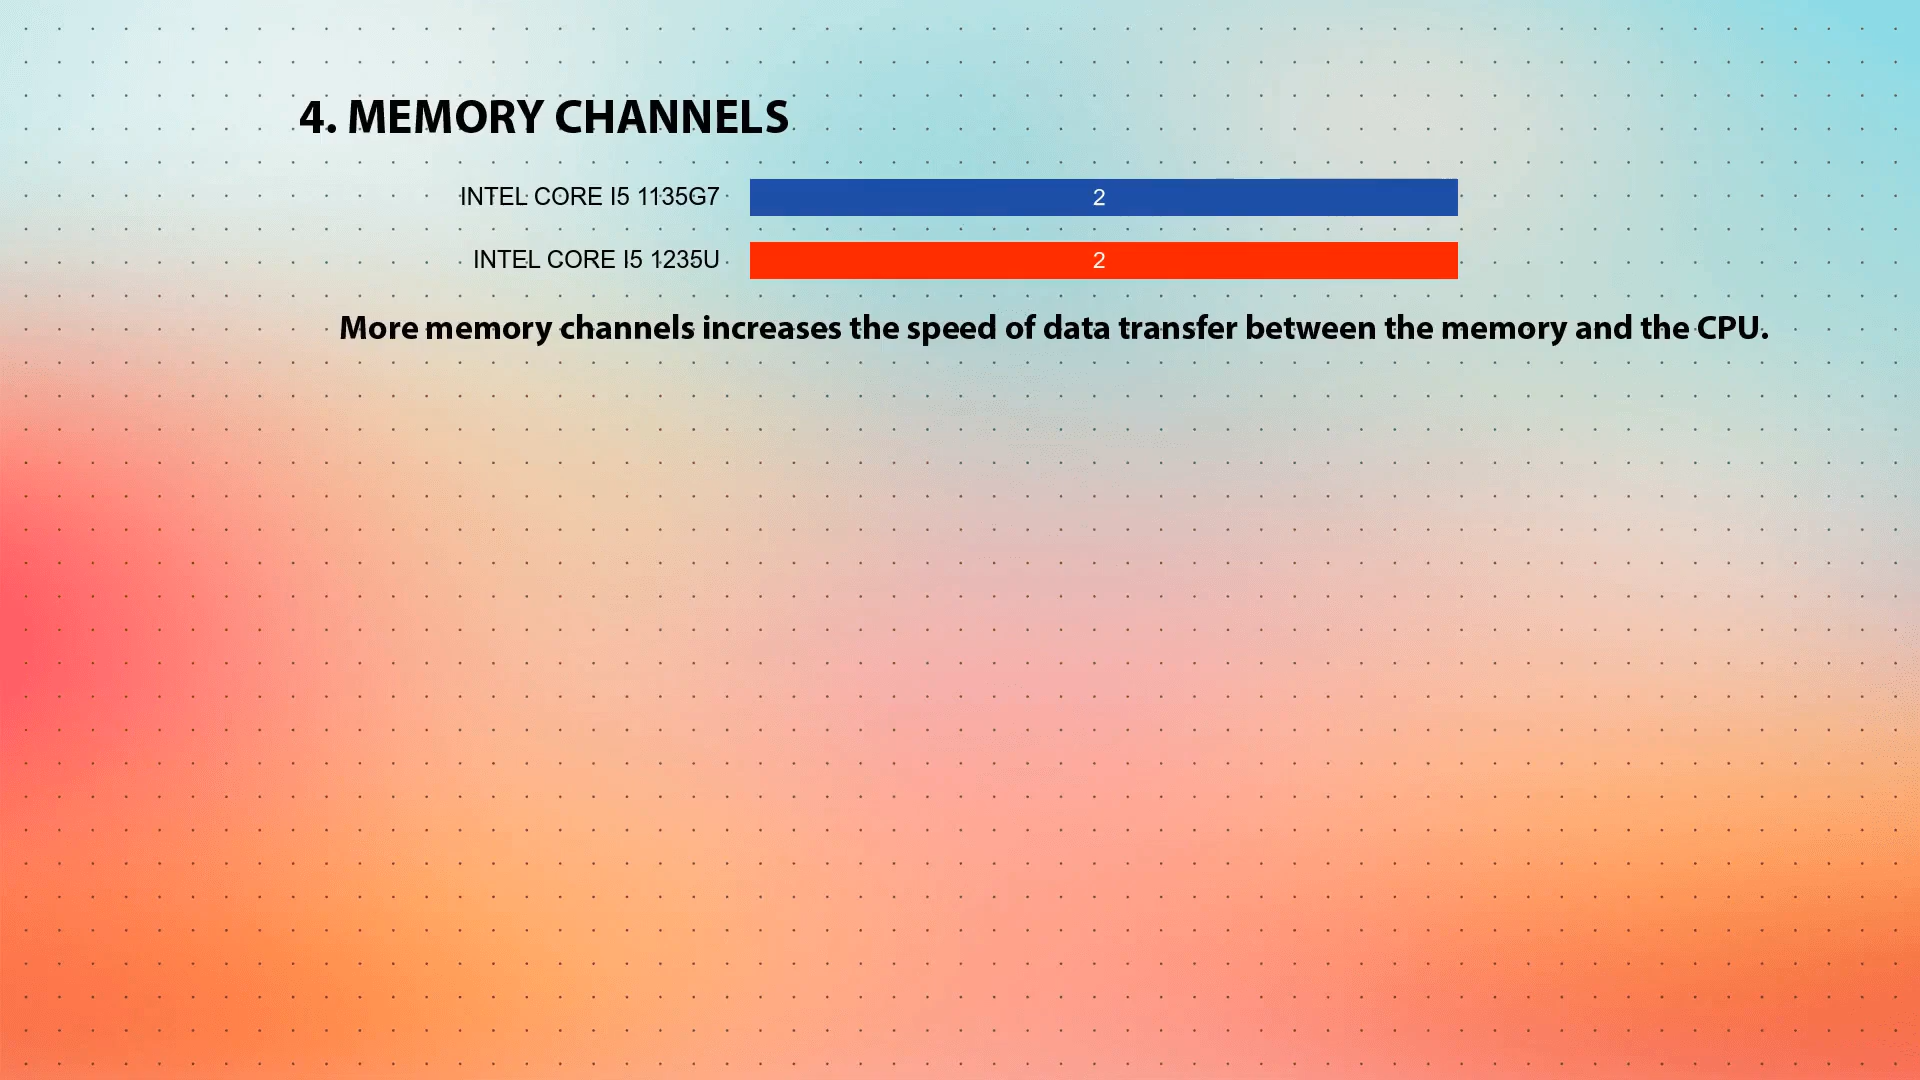 4. MEMORY CHANNELS
INTEL CORE I5 1135G7
2
INTEL CORE I5 1235U
2
More memory channels increases the speed of data transfer between the memory and the CPU.